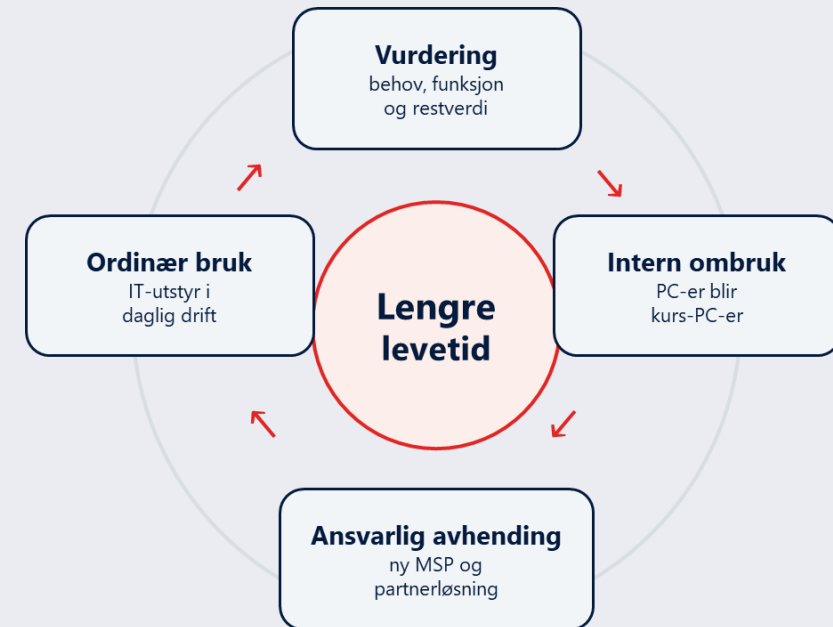 Vurdering
behov, funksjon
og restverdi
Ordinær bruk
IT-utstyr i
daglig drift
Lengre
levetid
Intern ombruk
PC-er blir
kurs-PC-er
Ansvarlig avhending
ny MSP og
partnerløsning